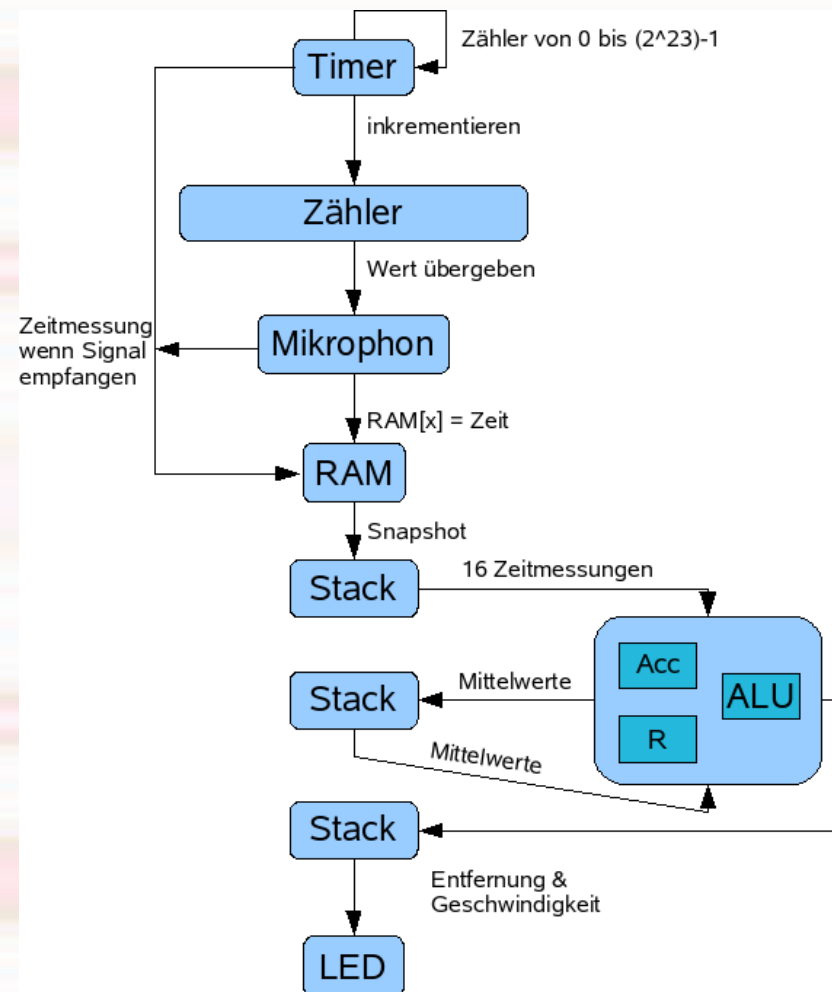 Zähler von 0 bis (2^23)-1
Timer
inkrementieren
Zähler
Wert übergeben
Zeitmessung
wenn Signal
empfangen
Mikrophon
RAM[x] = Zeit
RAM
Snapshot
Stack
16 Zeitmessungen
Acc
ALU
R
Stack
Mittelwerte
Mittelwerte
Stack
Entfernung &
Geschwindigkeit
LED